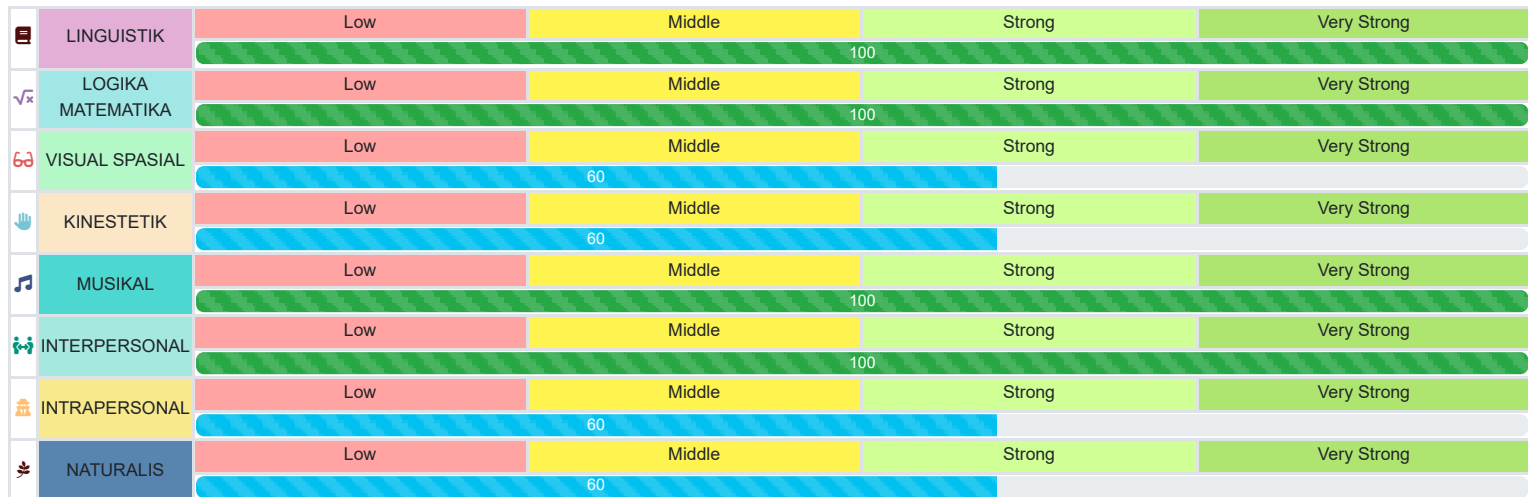 LINGUISTIK
Low Middle Strong Very Strong
100
LOGIKA
MATEMATIKA
Low Middle Strong Very Strong
100
VISUAL SPASIAL
Low Middle Strong Very Strong
60
KINESTETIK
Low Middle Strong Very Strong
60
MUSIKAL
Low Middle Strong Very Strong
100
INTERPERSONAL
Low Middle Strong Very Strong
100
INTRAPERSONAL
Low Middle Strong Very Strong
60
NATURALIS
Low Middle Strong Very Strong
60